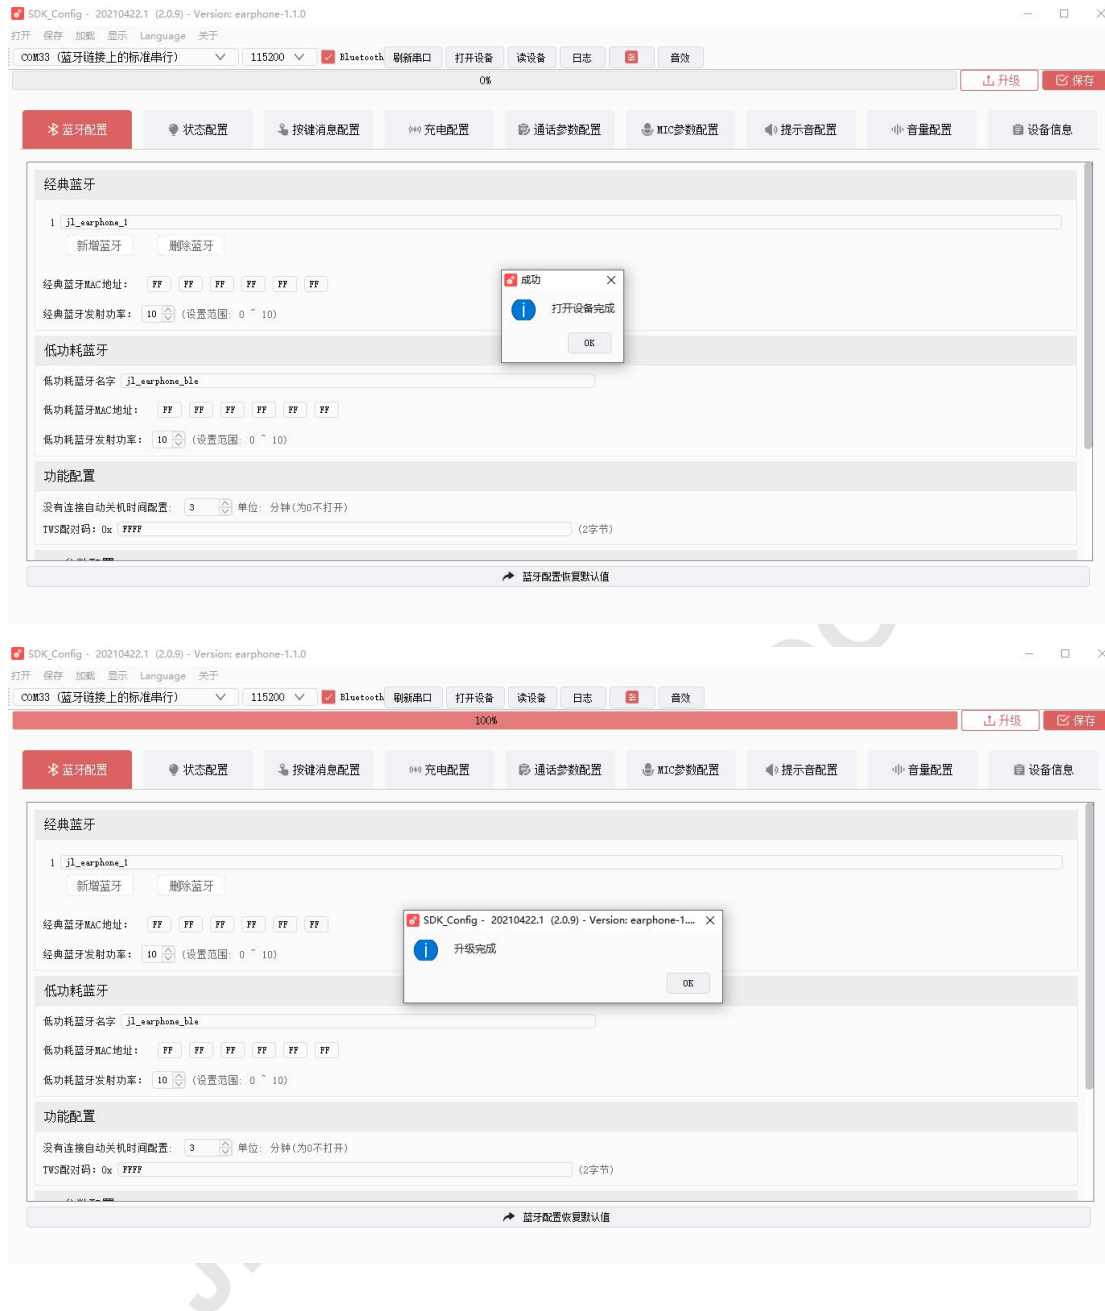 SDK_Config - 20210422.1 (2.0.9) - Version: earphone-1.1.0
打开 保存 加载 显示 Language 关于
COM33 (蓝牙链接上的标准串行) 115200 Bluetooth 刷新串口 打开设备 读设备 日志 音效
0% 升级 保存
蓝牙配置 状态配置 按键消息配置 充电配置 通话参数配置 MIC参数配置 提示音配置 音量配置 设备信息
经典蓝牙
1 jl_earphone_1
新增蓝牙 删除蓝牙
经典蓝牙MAC地址: FF FF FF FF FF FF
经典蓝牙发射功率: 10 (设置范围: 0 ~ 10)
成功
打开设备完成
OK
低功耗蓝牙
低功耗蓝牙名字 jl_earphone_ble
低功耗蓝牙MAC地址: FF FF FF FF FF FF
低功耗蓝牙发射功率: 10 (设置范围: 0 ~ 10)
功能配置
没有连接自动关机时间配置: 3 单位: 分钟(为0不打开)
TWS配对码: 0x FFFF (2字节)
蓝牙配置恢复默认值
SDK_Config - 20210422.1 (2.0.9) - Version: earphone-1.1.0
打开 保存 加载 显示 Language 关于
COM33 (蓝牙链接上的标准串行) 115200 Bluetooth 刷新串口 打开设备 读设备 日志 音效
100% 升级 保存
蓝牙配置 状态配置 按键消息配置 充电配置 通话参数配置 MIC参数配置 提示音配置 音量配置 设备信息
经典蓝牙
1 jl_earphone_1
新增蓝牙 删除蓝牙
经典蓝牙MAC地址: FF FF FF FF FF FF
经典蓝牙发射功率: 10 (设置范围: 0 ~ 10)
SDK_Config - 20210422.1 (2.0.9) - Version: earphone-1....
升级完成
OK
低功耗蓝牙
低功耗蓝牙名字 jl_earphone_ble
低功耗蓝牙MAC地址: FF FF FF FF FF FF
低功耗蓝牙发射功率: 10 (设置范围: 0 ~ 10)
功能配置
没有连接自动关机时间配置: 3 单位: 分钟(为0不打开)
TWS配对码: 0x FFFF (2字节)
蓝牙配置恢复默认值